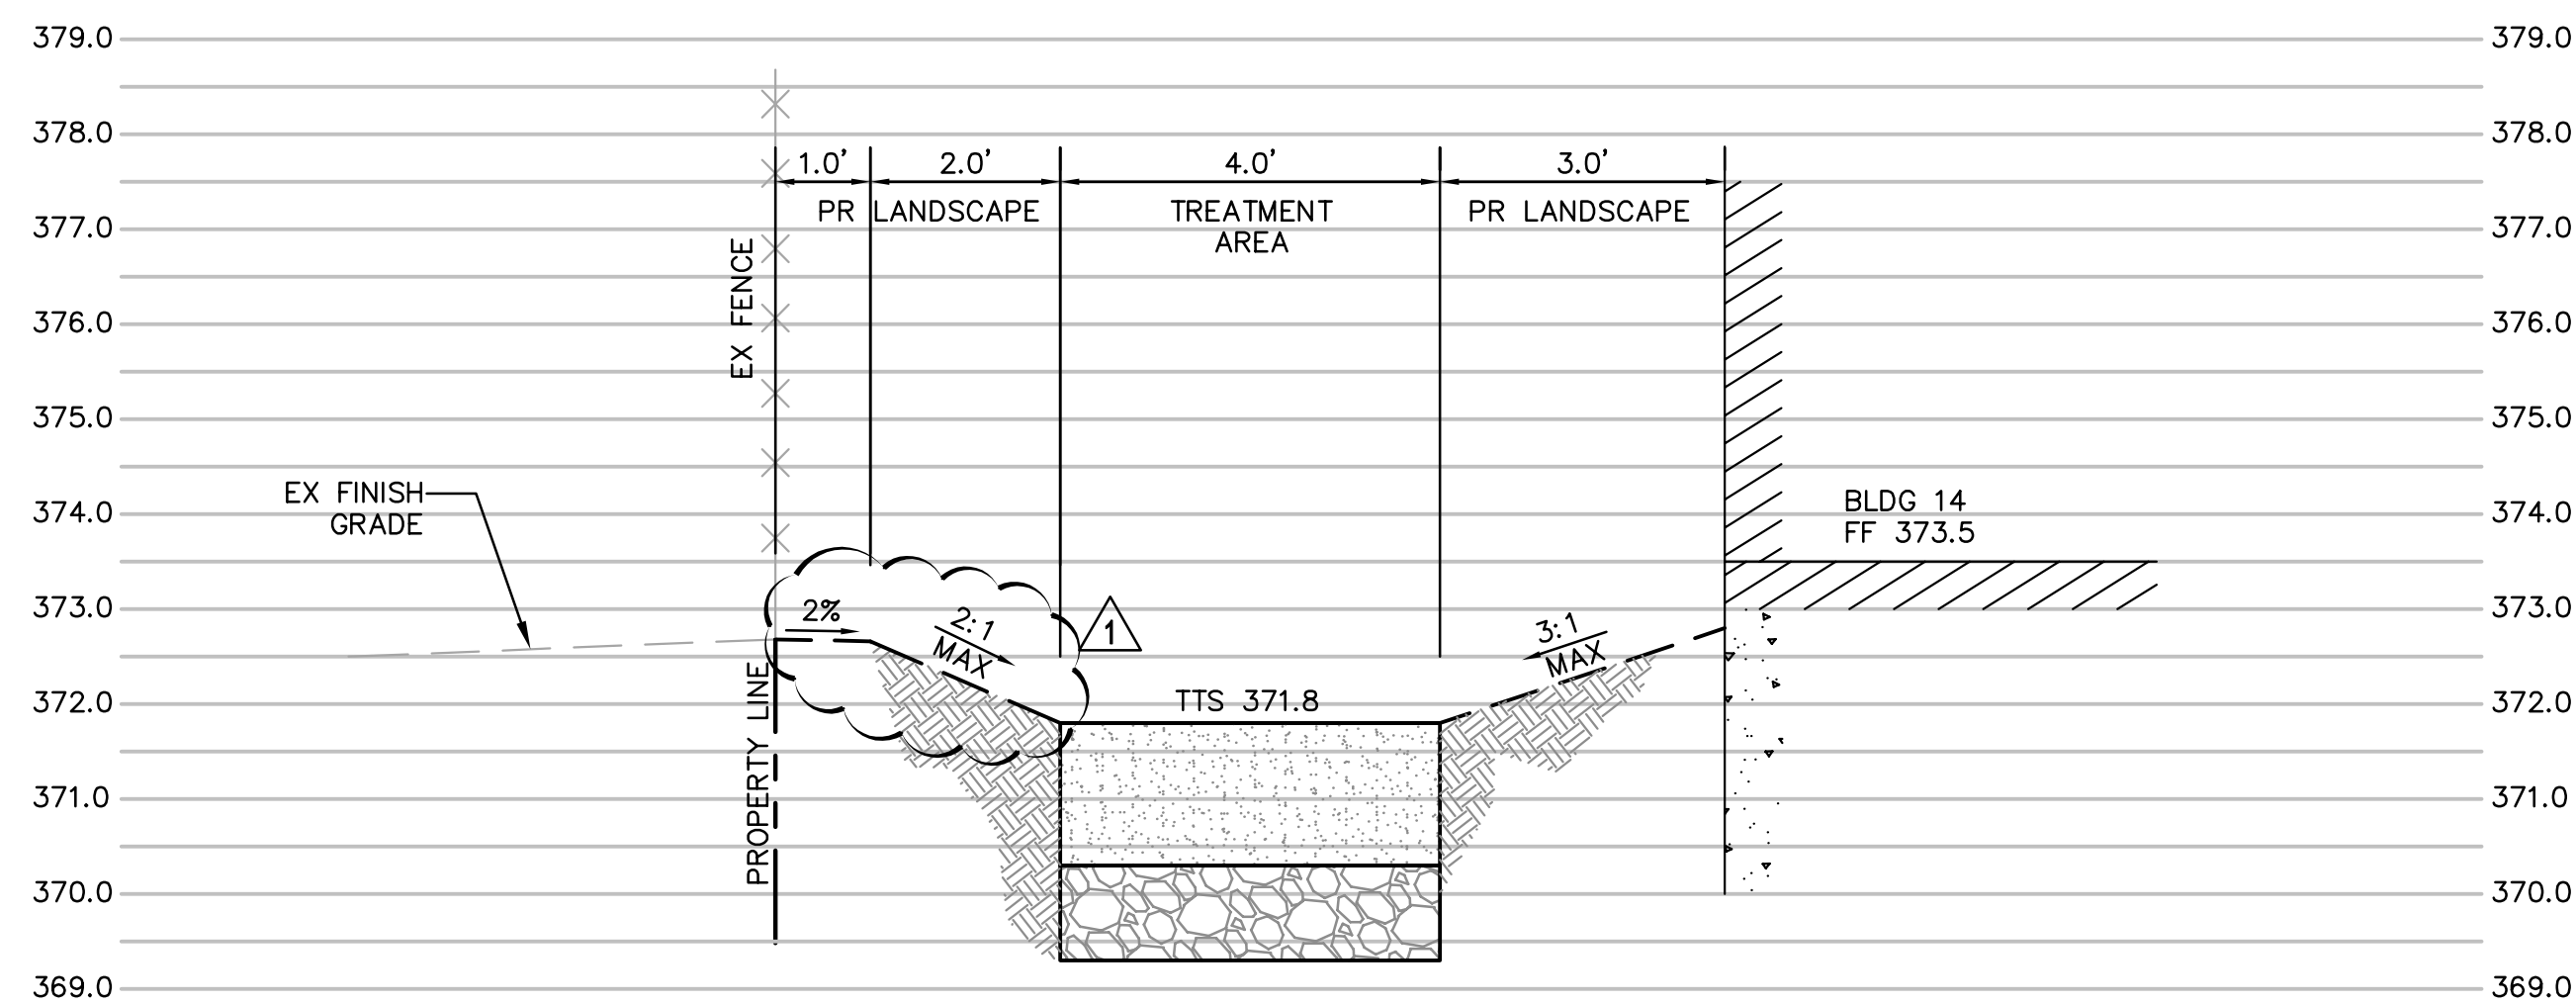 379.0 379.0
378.0 378.0
1.0' 2.0' 4.0' 3.0'
PR LANDSCAPE TREATMENT PR LANDSCAPE
AREA
377.0 377.0
EX FENCE
376.0 376.0
375.0 375.0
EX FINISH
GRADE
374.0 374.0
BLDG 14
FF 373.5
373.0 373.0
2%
2:1
MAX
1
3:1
MAX
PROPERTY LINE
372.0 372.0
TTS 371.8
371.0 371.0
370.0 370.0
369.0 369.0